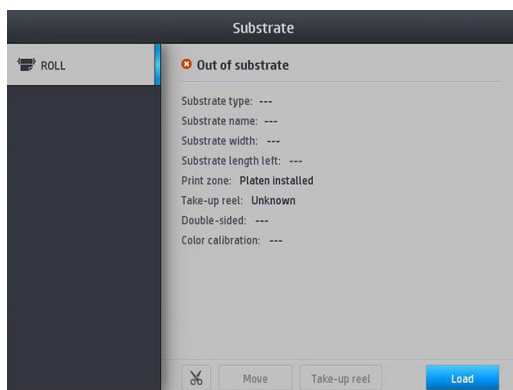 Substrate
ROLL
Out of substrate
Substrate type: ---
Substrate name: ---
Substrate width: ---
Substrate length left: ---
Print zone: Platen installed
Take-up reel: Unknown
Double-sided: ---
Color calibration: ---
Move
Take-up reel
Load